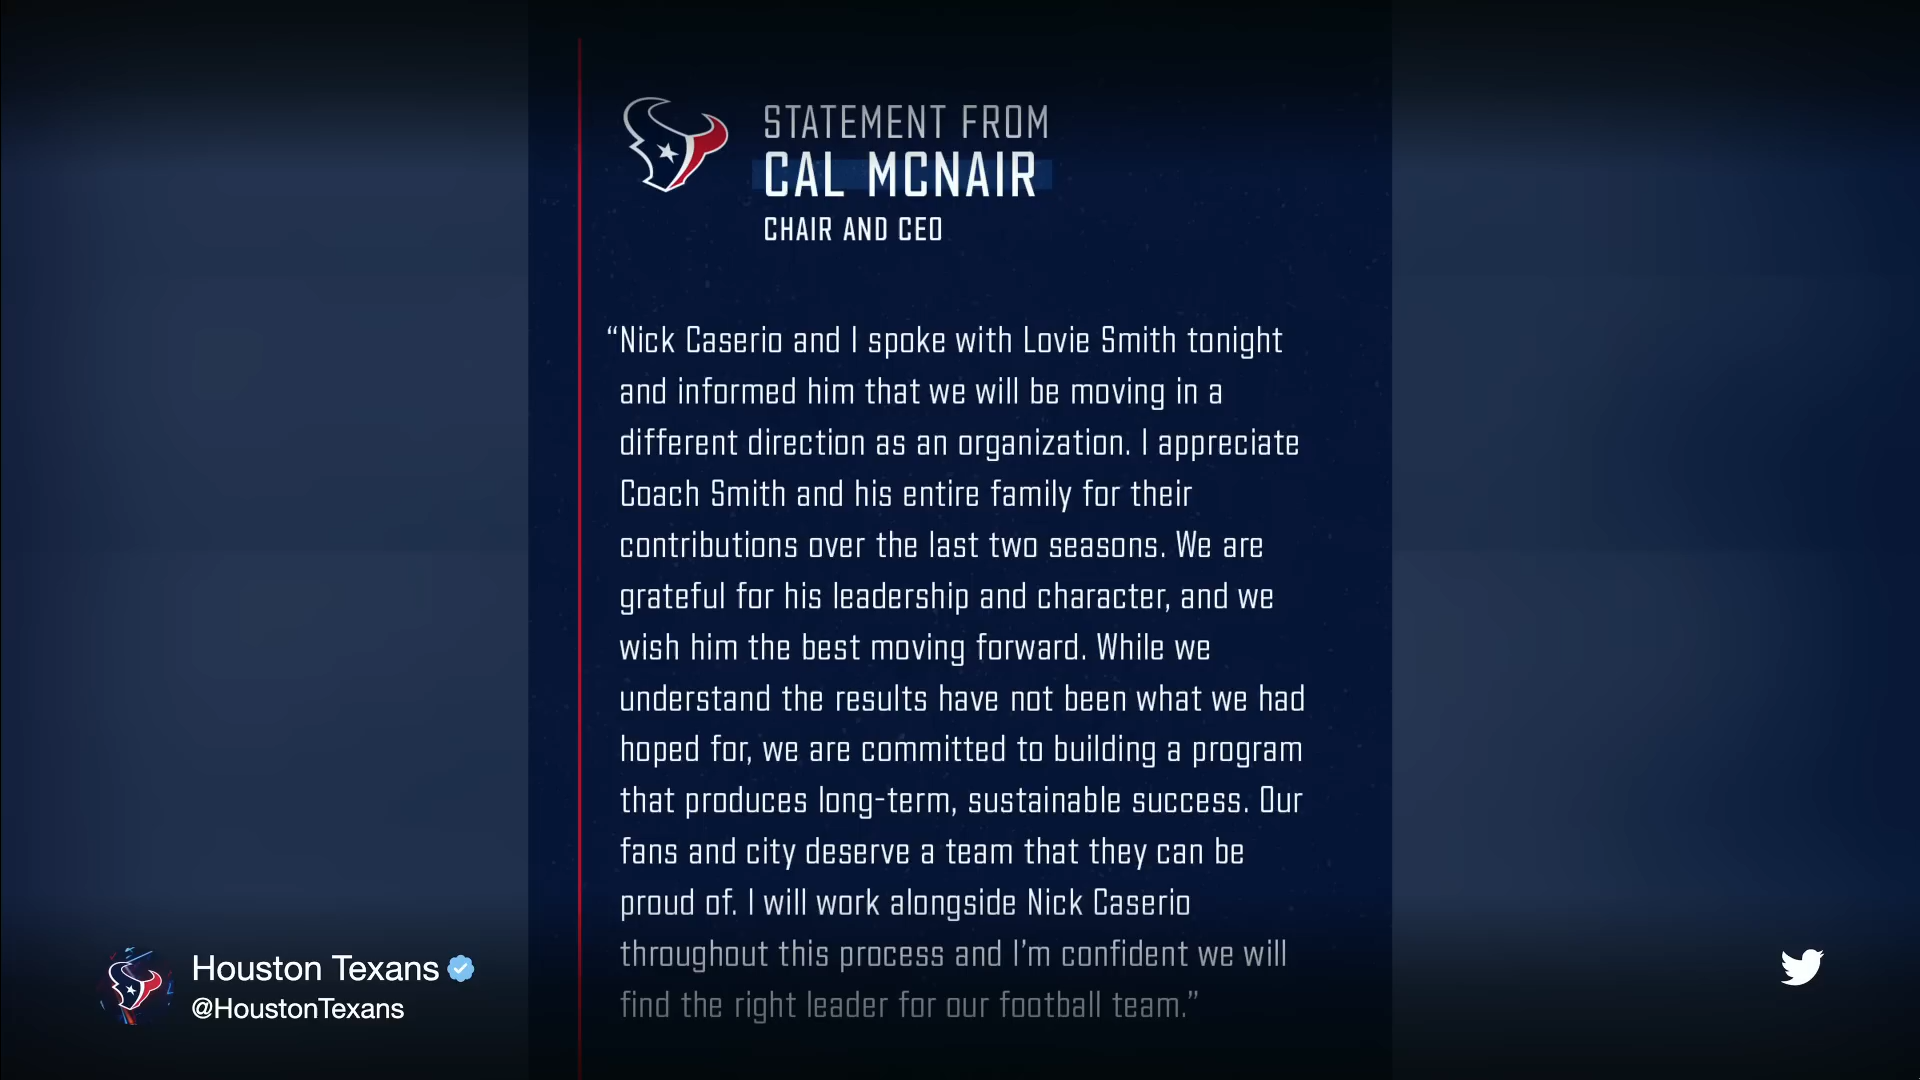 STATEMENT FROM
CAL MCNAIR
CHAIR AND CEO
“Nick Caserio and I spoke with Lovie Smith tonight
and informed him that we will be moving in a
different direction as an organization. I appreciate
Coach Smith and his entire family for their
contributions over the last two seasons. We are
grateful for his leadership and character, and we
wish him the best moving forward. While we
understand the results have not been what we had
hoped for, we are committed to building a program
that produces long-term, sustainable success. Our
fans and city deserve a team that they can be
proud of. I will work alongside Nick Caserio
throughout this process and I’m confident we will
find the right leader for our football team.”
Houston Texans
@HoustonTexans